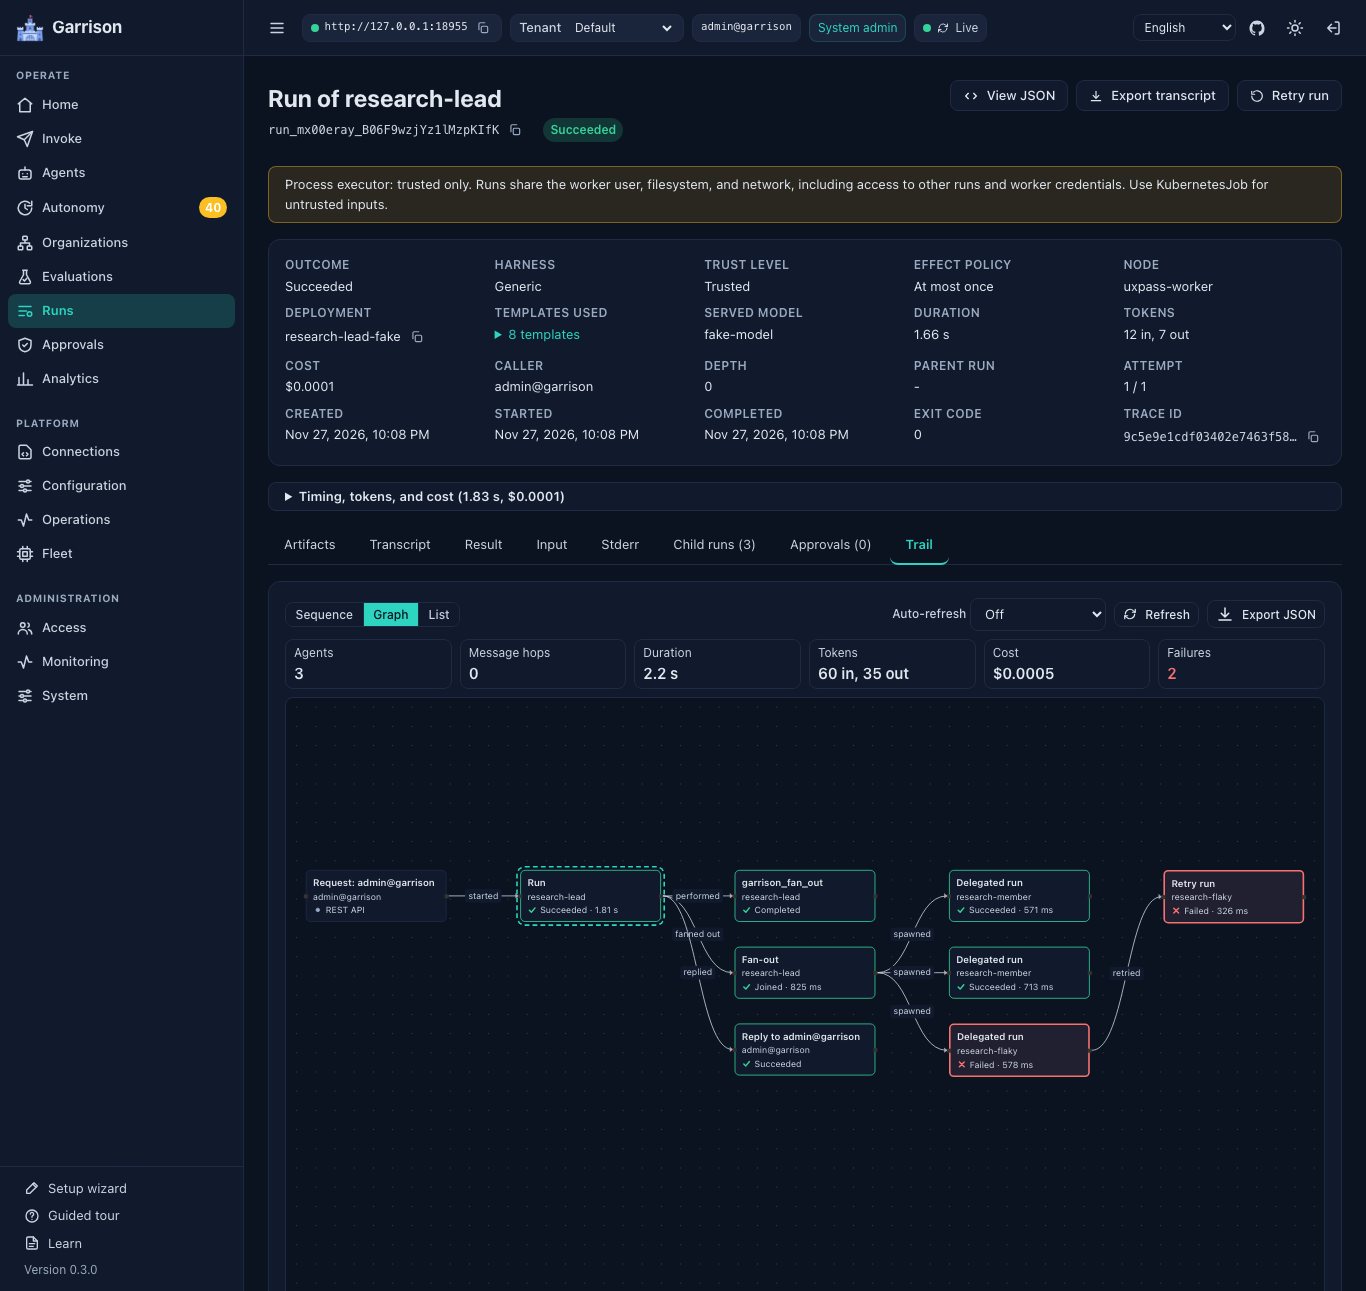 Garrison
OPERATE
Home
Invoke
Agents
Autonomy
40
Organizations
Evaluations
Runs
Approvals
Analytics
PLATFORM
Connections
Configuration
Operations
Fleet
ADMINISTRATION
Access
Monitoring
System
Setup wizard
Guided tour
Learn
Version 0.3.0
http://127.0.0.1:18955
Tenant Default
admin@garrison
System admin
Live
English
Run of research-lead
View JSON
Export transcript
Retry run
run_mx00eray_B06F9wzjYz1lMzpKIfK
Succeeded
Process executor: trusted only. Runs share the worker user, filesystem, and network, including access to other runs and worker credentials. Use KubernetesJob for
untrusted inputs.
OUTCOME HARNESS TRUST LEVEL EFFECT POLICY NODE
Succeeded Generic Trusted At most once uxpass-worker
DEPLOYMENT TEMPLATES USED SERVED MODEL DURATION TOKENS
research-lead-fake 8 templates fake-model 1.66 s 12 in, 7 out
COST CALLER DEPTH PARENT RUN ATTEMPT
$0.0001 admin@garrison 0 - 1 / 1
CREATED STARTED COMPLETED EXIT CODE TRACE ID
Nov 27, 2026, 10:08 PM Nov 27, 2026, 10:08 PM Nov 27, 2026, 10:08 PM 0 9c5e9e1cdf03402e7463f58…
Timing, tokens, and cost (1.83 s, $0.0001)
Artifacts Transcript Result Input Stderr Child runs (3) Approvals (0) Trail
Sequence Graph List
Auto-refresh Off Refresh Export JSON
Agents Message hops Duration Tokens Cost Failures
3 0 2.2 s 60 in, 35 out $0.0005 2
Request: admin@garrison
admin@garrison
REST API
started
Run
research-lead
Succeeded · 1.81 s
performed
fanned out
replied
garrison_fan_out
research-lead
Completed
Fan-out
research-lead
Joined · 825 ms
Reply to admin@garrison
admin@garrison
Succeeded
spawned
spawned
spawned
Delegated run
research-member
Succeeded · 571 ms
Delegated run
research-member
Succeeded · 713 ms
Delegated run
research-flaky
Failed · 578 ms
retried
Retry run
research-flaky
Failed · 326 ms